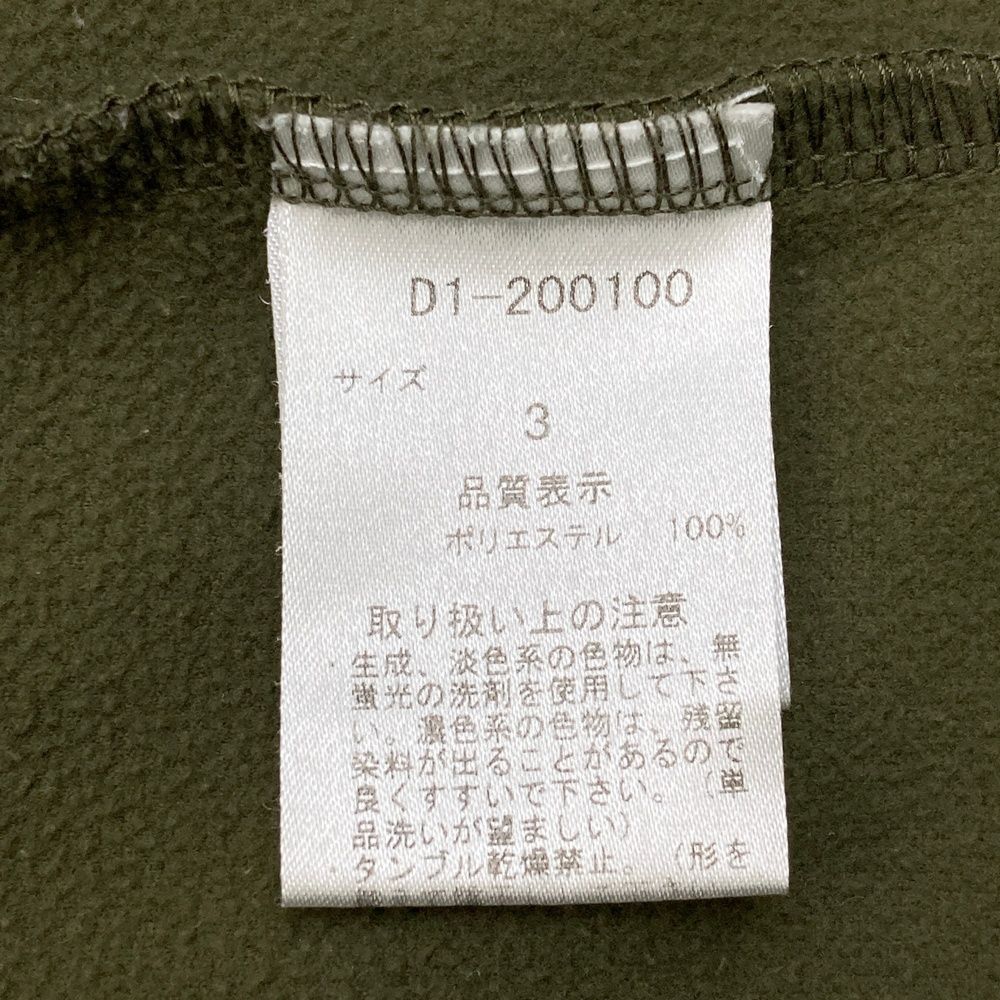 D1-200100
サイズ
3
品質表示
ポリエステル 100%
取り扱い上の注意
・生成、淡色系の色物は、無
蛍光の洗剤を使用して下さ
い。濃色系の色物は、残留
染料が出ることがあるので
良くすすいで下さい。(単
品洗いが望ましい)
・タンブル乾燥禁止。(形を